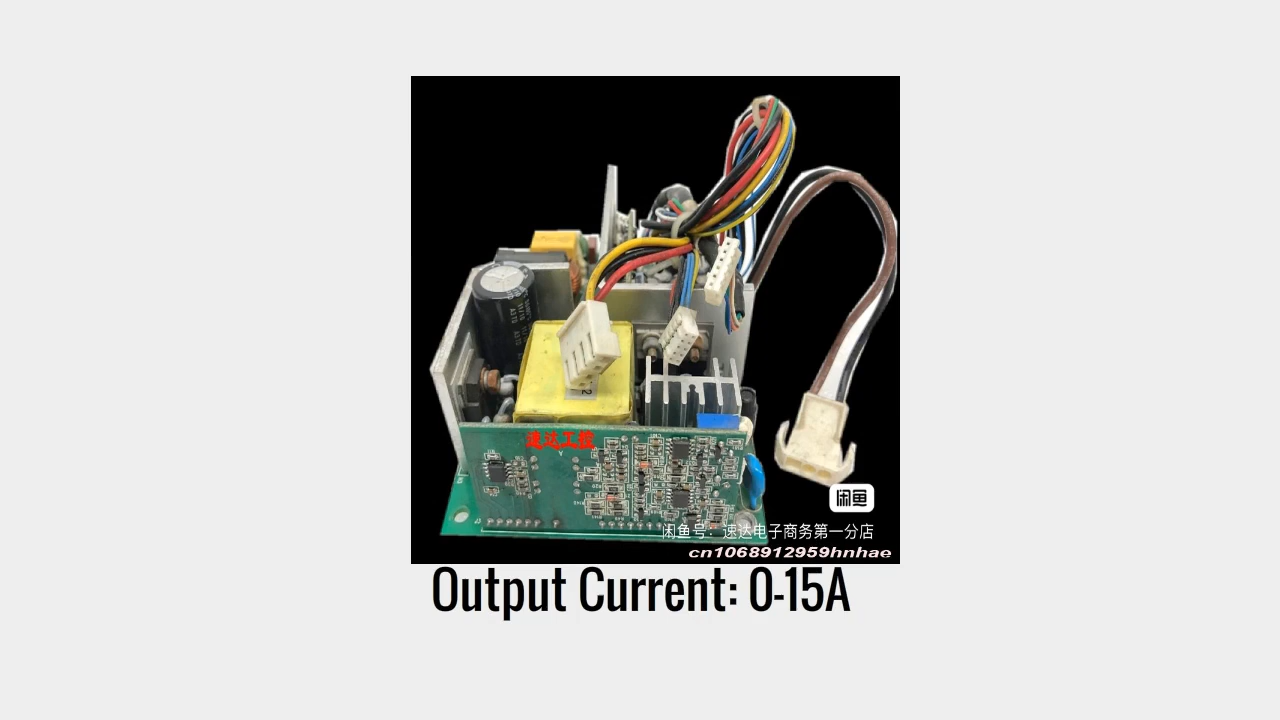 速达工控
闲鱼
闲鱼号：速达电子商务第一分店
cn1068912959hnhae
Output Current: 0-15A